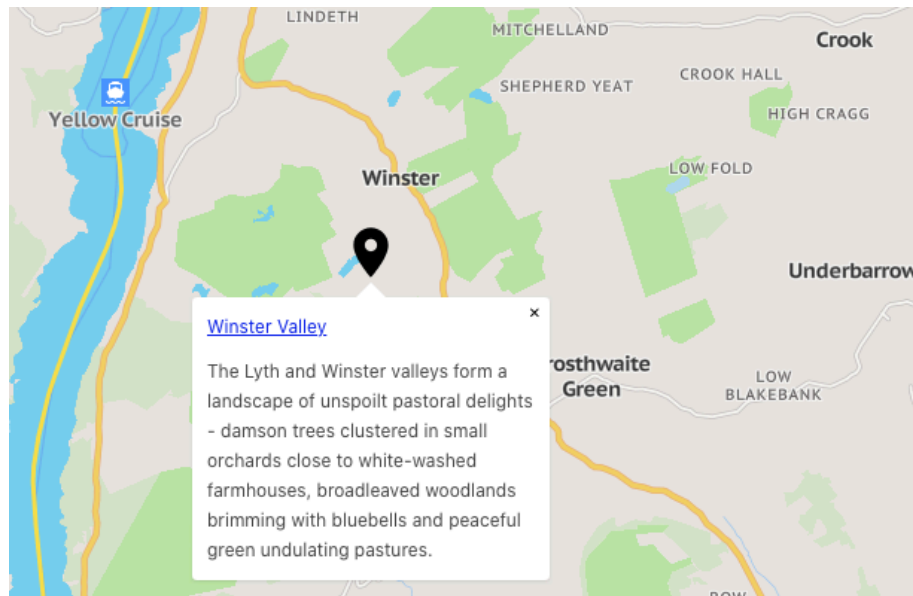 LINDETH
MITCHELLAND
Crook
CROOK HALL
SHEPHERD YEAT
Yellow Cruise
HIGH CRAGG
LOW FOLD
Winster
Underbarrow
×
Winster Valley
rosthwaite
Green
The Lyth and Winster valleys form a
landscape of unspoilt pastoral delights
- damson trees clustered in small
orchards close to white-washed
farmhouses, broadleaved woodlands
brimming with bluebells and peaceful
green undulating pastures.
LOW
BLAKEBANK